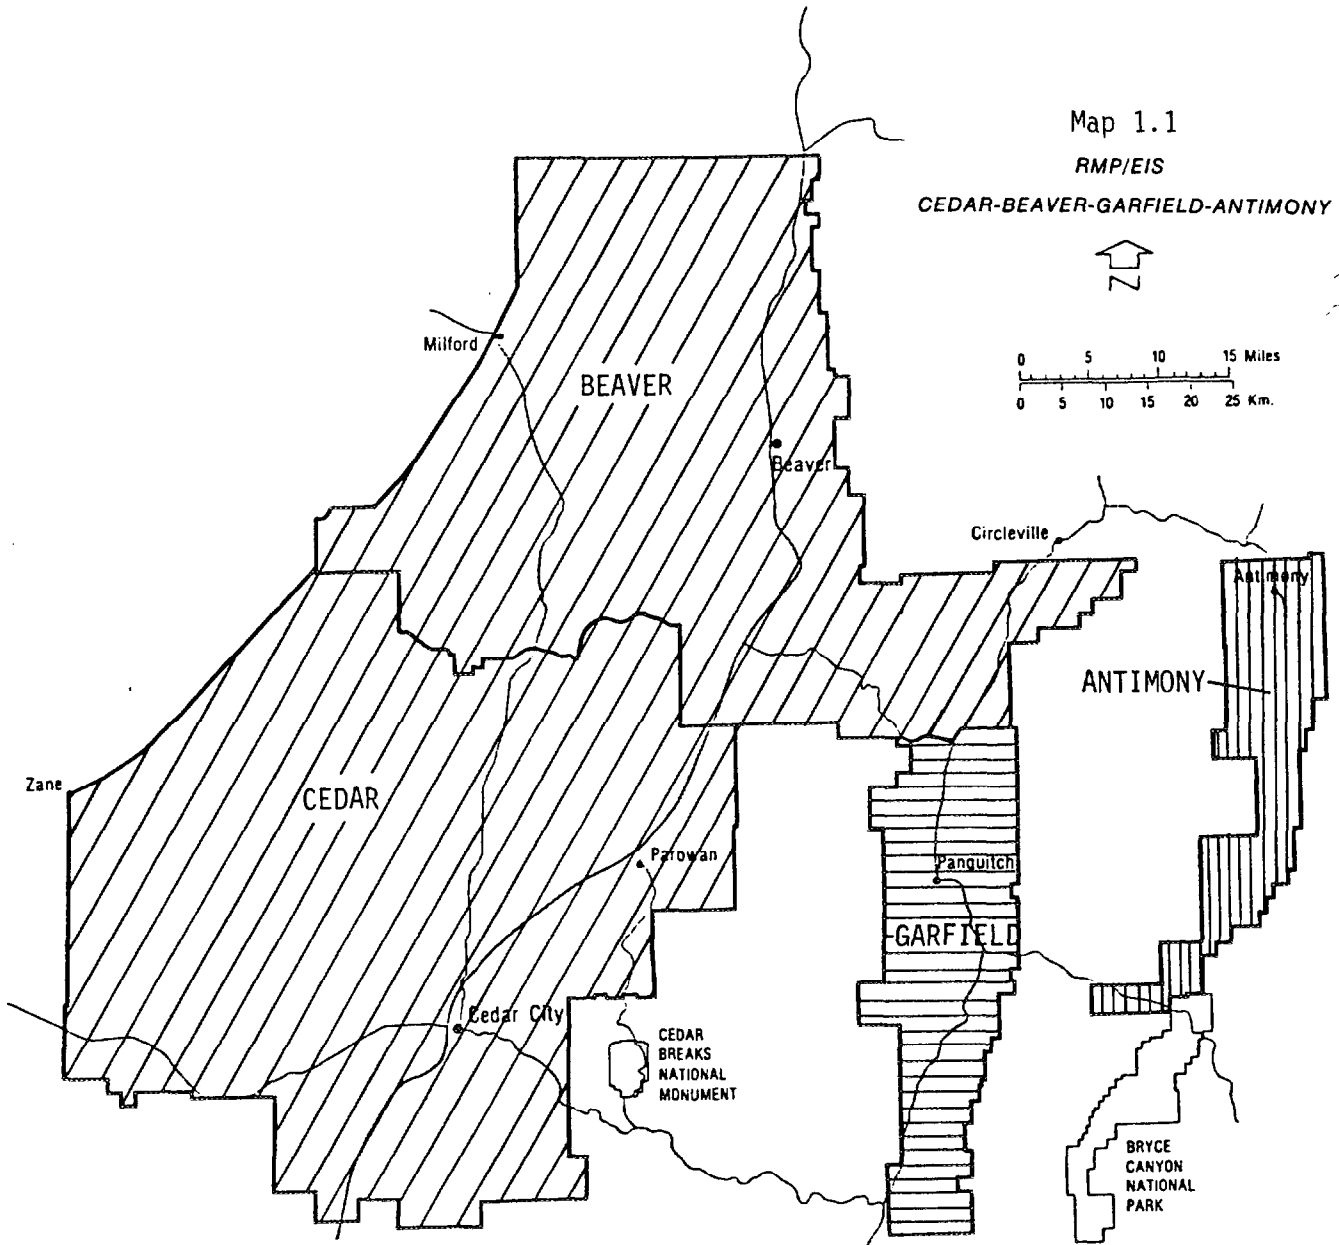 Map 1.1
RMP/EIS
CEDAR-BEAVER-GARFIELD-ANTIMONY
N
0 5 10 15 Miles
0 5 10 15 20 25 Km.
Milford
BEAVER
Beaver
Circleville
Antimony
ANTIMONY
Zane
CEDAR
Parowan
Panguitch
GARFIELD
Cedar City
CEDAR
BREAKS
NATIONAL
MONUMENT
BRYCE
CANYON
NATIONAL
PARK